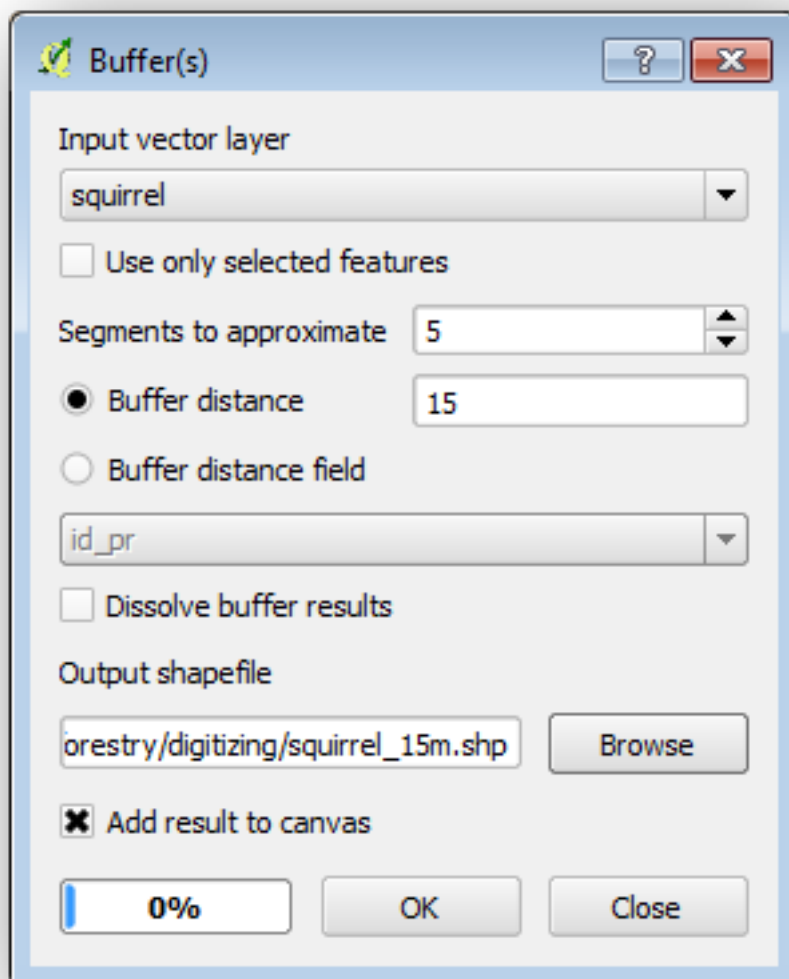 Buffer(s)
Input vector layer
squirrel
Use only selected features
Segments to approximate 5
Buffer distance 15
Buffer distance field
id_pr
Dissolve buffer results
Output shapefile
orestry/digitizing/squirrel_15m.shp Browse
Add result to canvas
0% OK Close